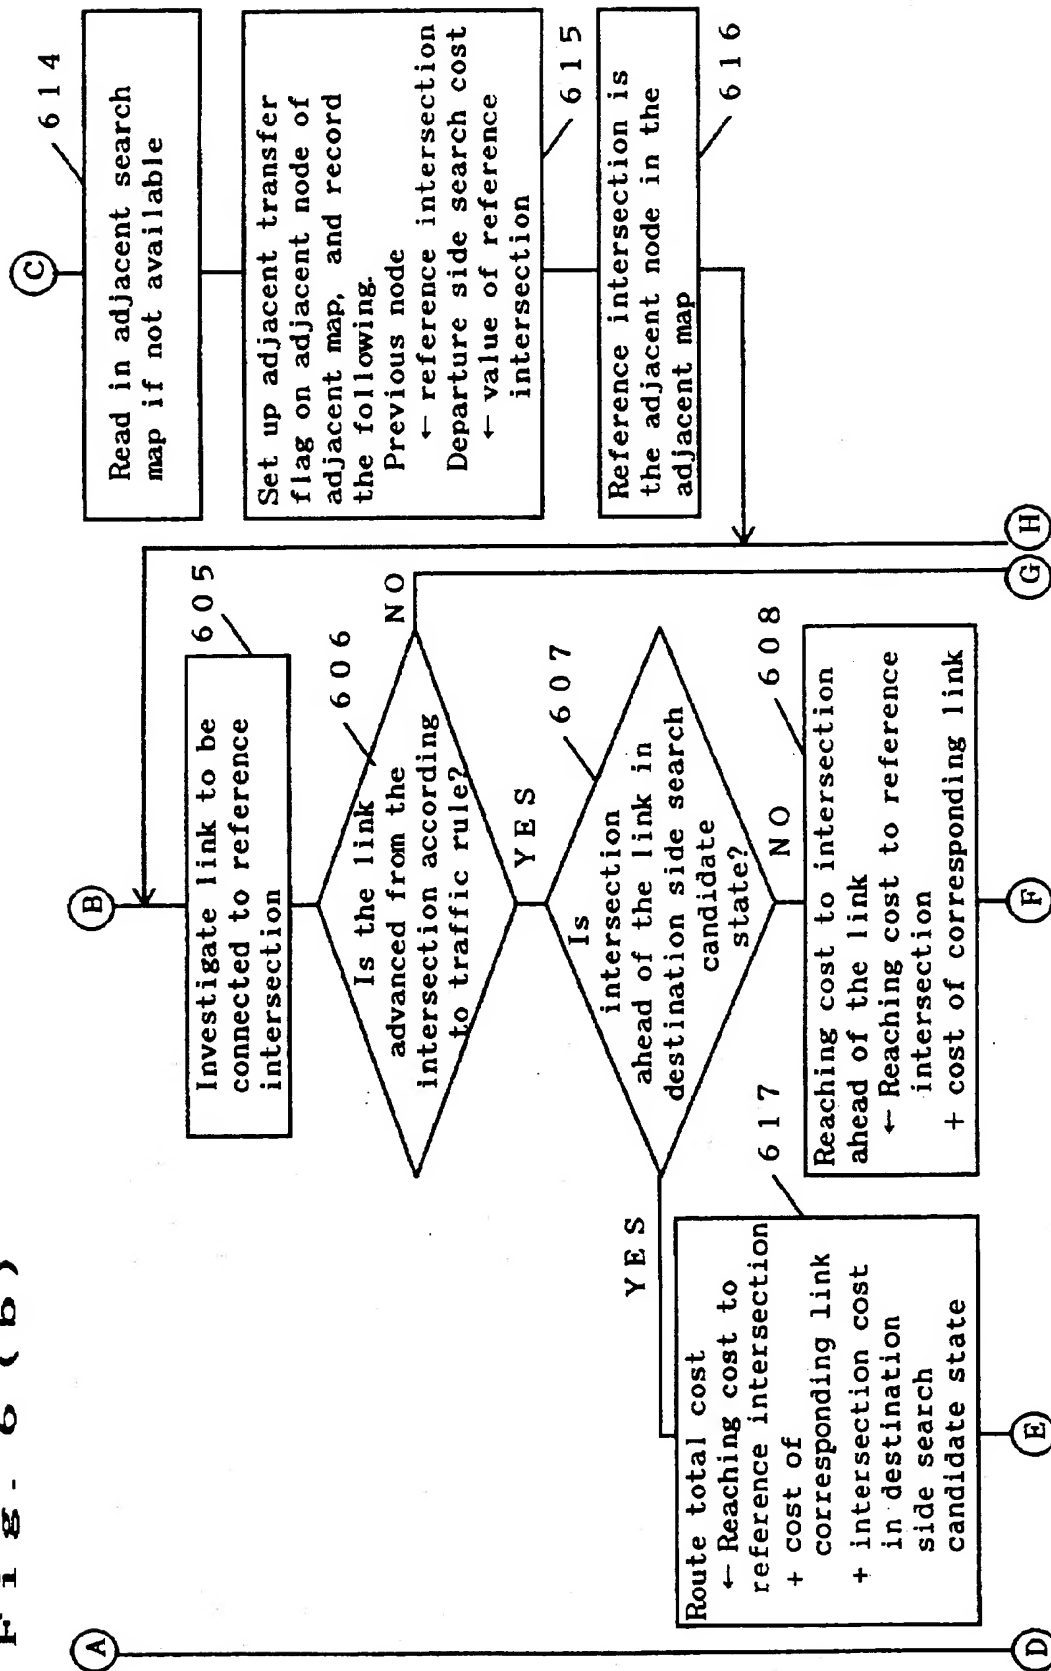 Fig. 6 (b)
A
B
C
605
Investigate link to be
connected to reference
intersection
606
Is the link
advanced from the
intersection according
to traffic rule?
NO
YES
607
Is
intersection
ahead of the link in
destination side search
candidate
state?
YES
NO
608
Reaching cost to intersection
ahead of the link
← Reaching cost to reference
intersection
+ cost of corresponding link
617
Route total cost
← Reaching cost to
reference intersection
+ cost of
corresponding link
+ intersection cost
in destination
side search
candidate state
614
Read in adjacent search
map if not available
Set up adjacent transfer
flag on adjacent node of
adjacent map, and record
the following.
Previous node
← reference intersection
Departure side search cost
← value of reference
intersection
615
Reference intersection is
the adjacent node in the
adjacent map
616
D
E
F
G
H